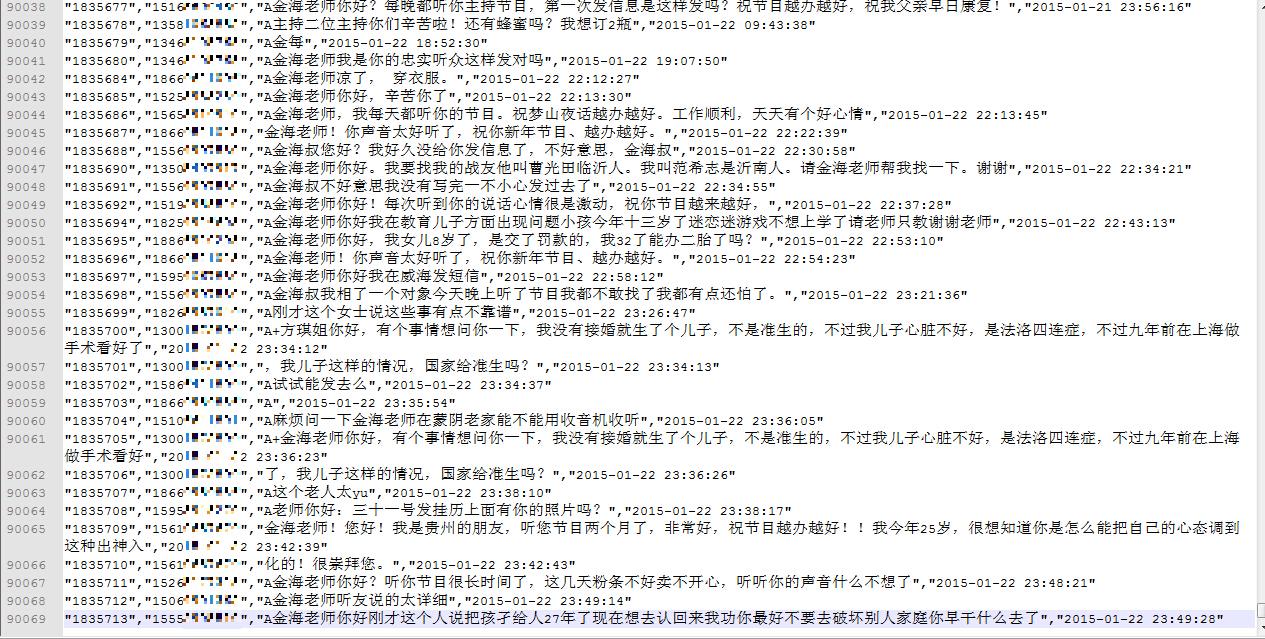 90038 "1835677","1516 ","A金海老师你好？每晚都听你主持节目，第一次发信息是这样发吗？祝节目越办越好，祝我父亲早日康复！","2015-01-21 23:56:16"
90039 "1835678","1358 ","A主持二位主持你们辛苦啦！还有蜂蜜吗？我想订2瓶","2015-01-22 09:43:38"
90040 "1835679","1346 ","A金每","2015-01-22 18:52:30"
90041 "1835680","1346 ","A金海老师我是你的忠实听众这样发对吗","2015-01-22 19:07:50"
90042 "1835684","1866 ","A金海老师凉了， 穿衣服。","2015-01-22 22:12:27"
90043 "1835685","1525 ","A金海老师你好，辛苦你了","2015-01-22 22:13:30"
90044 "1835686","1565 ","A金海老师，我每天都听你的节目。祝梦山夜话越办越好。工作顺利，天天有个好心情","2015-01-22 22:13:45"
90045 "1835687","1866 ","金海老师！你声音太好听了，祝你新年节目、越办越好。","2015-01-22 22:22:39"
90046 "1835688","1556 ","A金海叔您好？我好久没给你发信息了，不好意思，金海叔","2015-01-22 22:30:58"
90047 "1835690","1350 ","A金海老师你好。我要找我的战友他叫曹光田临沂人。我叫范希志是沂南人。请金海老师帮我找一下。谢谢","2015-01-22 22:34:21"
90048 "1835691","1556 ","A金海叔不好意思我没有写完一不小心发过去了","2015-01-22 22:34:55"
90049 "1835692","1519 ","A金海老师你好！每次听到你的说话心情很是激动，祝你节目越来越好，","2015-01-22 22:37:28"
90050 "1835694","1825 ","A金海老师你好我在教育儿子方面出现问题小孩今年十三岁了迷恋迷游戏不想上学了请老师只教谢谢老师","2015-01-22 22:43:13"
90051 "1835695","1886 ","A金海老师你好，我女儿8岁了，是交了罚款的，我32了能办二胎了吗？","2015-01-22 22:53:10"
90052 "1835696","1866 ","A金海老师！你声音太好听了，祝你新年节目、越办越好。","2015-01-22 22:54:23"
90053 "1835697","1595 ","A金海老师你好我在威海发短信","2015-01-22 22:58:12"
90054 "1835698","1556 ","A金海叔我相了一个对象今天晚上听了节目我都不敢找了我都有点还怕了。","2015-01-22 23:21:36"
90055 "1835699","1826 ","A刚才这个女士说这些事有点不靠谱","2015-01-22 23:26:47"
90056 "1835700","1300 ","A+方琪姐你好，有个事情想问你一下，我没有接婚就生了个儿子，不是准生的，不过我儿子心脏不好，是法洛四连症，不过九年前在上海做
手术看好了","20 2 23:34:12"
90057 "1835701","1300 ","，我儿子这样的情况，国家给准生吗？","2015-01-22 23:34:13"
90058 "1835702","1586 ","A试试能发去么","2015-01-22 23:34:37"
90059 "1835703","1866 ","A","2015-01-22 23:35:54"
90060 "1835704","1510 ","A麻烦问一下金海老师在蒙阴老家能不能用收音机收听","2015-01-22 23:36:05"
90061 "1835705","1300 ","A+金海老师你好，有个事情想问你一下，我没有接婚就生了个儿子，不是准生的，不过我儿子心脏不好，是法洛四连症，不过九年前在上海
做手术看好","20 2 23:36:23"
90062 "1835706","1300 ","了，我儿子这样的情况，国家给准生吗？","2015-01-22 23:36:26"
90063 "1835707","1866 ","A这个老人太yu","2015-01-22 23:38:10"
90064 "1835708","1595 ","A老师你好：三十一号发挂历上面有你的照片吗？","2015-01-22 23:38:17"
90065 "1835709","1561 ","金海老师！您好！我是贵州的朋友，听您节目两个月了，非常好，祝节目越办越好！！我今年25岁，很想知道你是怎么能把自己的心态调到
这种出神入","20 2 23:42:39"
90066 "1835710","1561 ","化的！很崇拜您。","2015-01-22 23:42:43"
90067 "1835711","1526 ","A金海老师你好？听你节目很长时间了，这几天粉条不好卖不开心，听听你的声音什么不想了","2015-01-22 23:48:21"
90068 "1835712","1506 ","A金海老师听友说的太详细","2015-01-22 23:49:14"
90069 "1835713","1555 ","A金海老师你好刚才这个人说把孩孑给人27年了现在想去认回来我功你最好不要去破坏别人家庭你早干什么去了","2015-01-22 23:49:28"